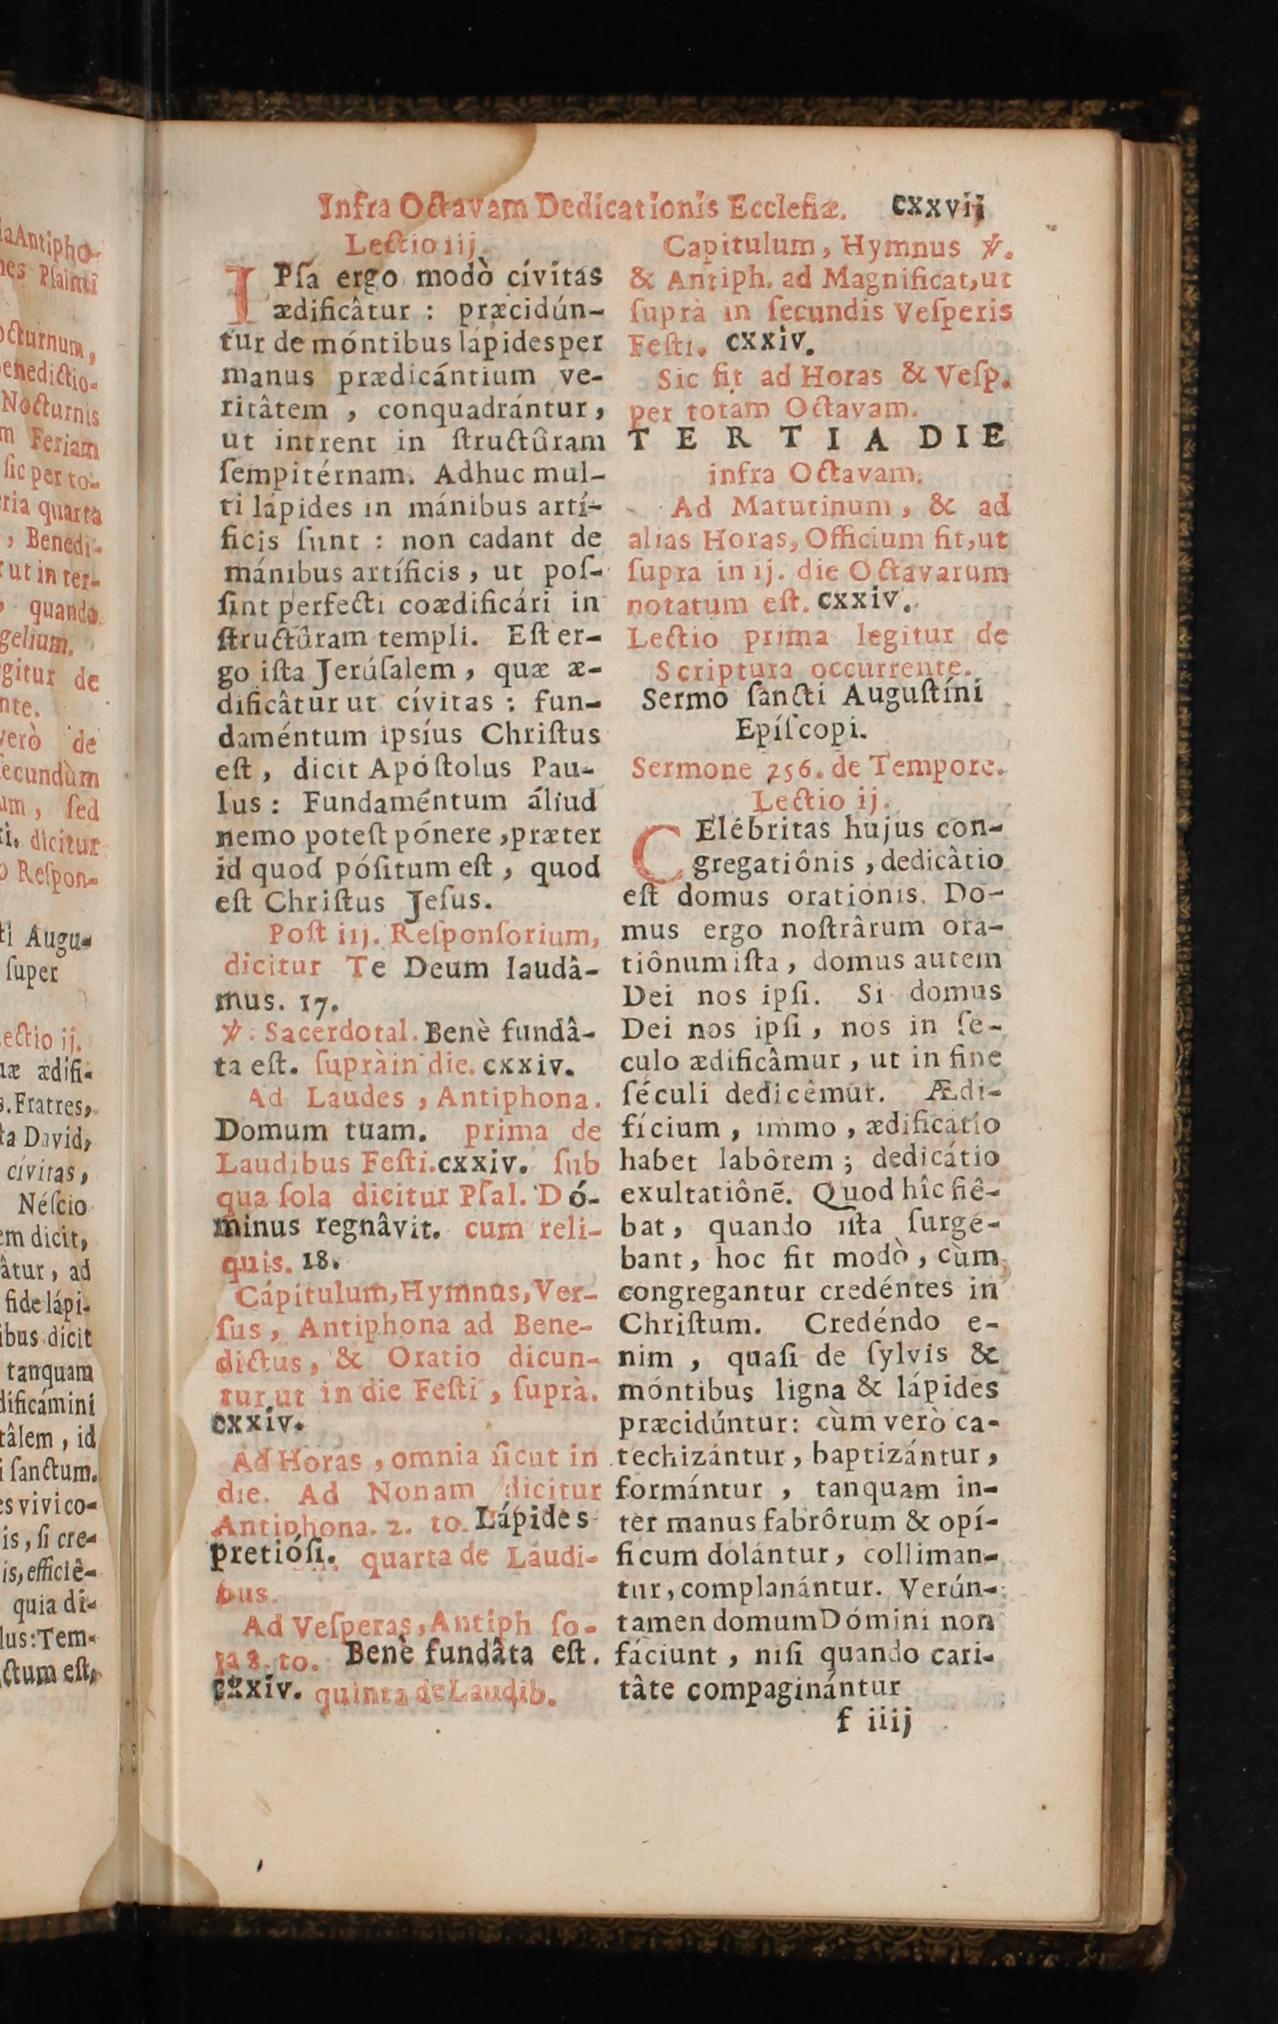 Infra Octavam Dedicationis Ecclesiæ. cxxvij
Lectio iij.
IPſa ergo modò cívitás
ædificâtur : præcidún-
tur de móntibus lápides per
manus prædicántium ve-
ritâtem , conquadrántur,
ut intrent in ſtructûram
ſempitérnam. Adhuc mul-
ti lápides in mánibus artí-
ficis ſunt : non cadant de
mánibus artíficis , ut poſ-
ſint perfecti coædificári in
ſtructûram templi. Eſt er-
go iſta Jerúſalem , quæ æ-
dificâtur ut cívitas : fun-
daméntum ipsíus Chriſtus
eſt , dicit Apóſtolus Pau-
lus : Fundaméntum áliud
nemo poteſt pónere , præter
id quod póſitum eſt , quod
eſt Chriſtus Jeſus.
Poſt iij. Reſponſorium,
dicitur Te Deum laudâ-
mus. 17.
℣. Sacerdotal. Benè fundâ-
ta eſt. ſupràin die. cxxiv.
Ad Laudes , Antiphona.
Domum tuam. prima de
Laudibus Feſti. cxxiv. ſub
qua ſola dicitur Pſal. Dó-
minus regnâvit. cum reli-
quis. 18.
Cápitulum, Hymnus, Ver-
ſus, Antiphona ad Bene-
dictus, & Oratio dicun-
tur, ut in die Feſti , ſuprà.
cxxiv.
Ad Horas , omnia ſicut in
die. Ad Nonam dicitur
Antiphona. 2. to. Lápides
pretióſi. quarta de Laudi-
bus.
Ad Veſperas, Antiph ſo-
la 8. to. Benè fundâta eſt.
cxxiv. quinta de Laudib.
Capitulum, Hymnus ℣.
& Antiph. ad Magnificat, ut
ſuprà in ſecundis Veſperis
Feſti. cxxiv.
Sic fit ad Horas & Veſp.
per totam Octavam.
TERTIA DIE
infra Octavam.
Ad Matutinum , & ad
alias Horas, Officium fit, ut
ſupra in ij. die Octavarum
notatum eſt. cxxiv.
Lectio prima legitur de
Scriptura occurrente.
Sermo ſancti Auguſtíni
Epíſcopi.
Sermone 256. de Tempore.
Lectio ij.
CElébritas hujus con-
gregatiônis , dedicàtio
eſt domus orationis. Do-
mus ergo noſtrârum ora-
tiônum iſta, domus autem
Dei nos ipſi. Si domus
Dei nos ipſi , nos in ſe-
culo ædificâmur , ut in fine
ſéculi dedicêmur. Ædi-
fícium , immo , ædificatio
habet labôrem ; dedicátio
exultatiônē. Quod hîc fiê-
bat, quando iſta ſurgé-
bant, hoc fit modò , cùm
congregantur credéntes in
Chriſtum. Credéndo e-
nim , quaſi de ſylvis &
móntibus ligna & lápides
præcidúntur: cùm verò ca-
techizántur, baptizántur ,
formántur , tanquam in-
ter manus fabrôrum & opí-
ficum dolántur, colliman-
tur, complanántur. Verún-
tamen domum Dómini non
fáciunt , niſi quando cari-
tâte compaginántur
f iiij